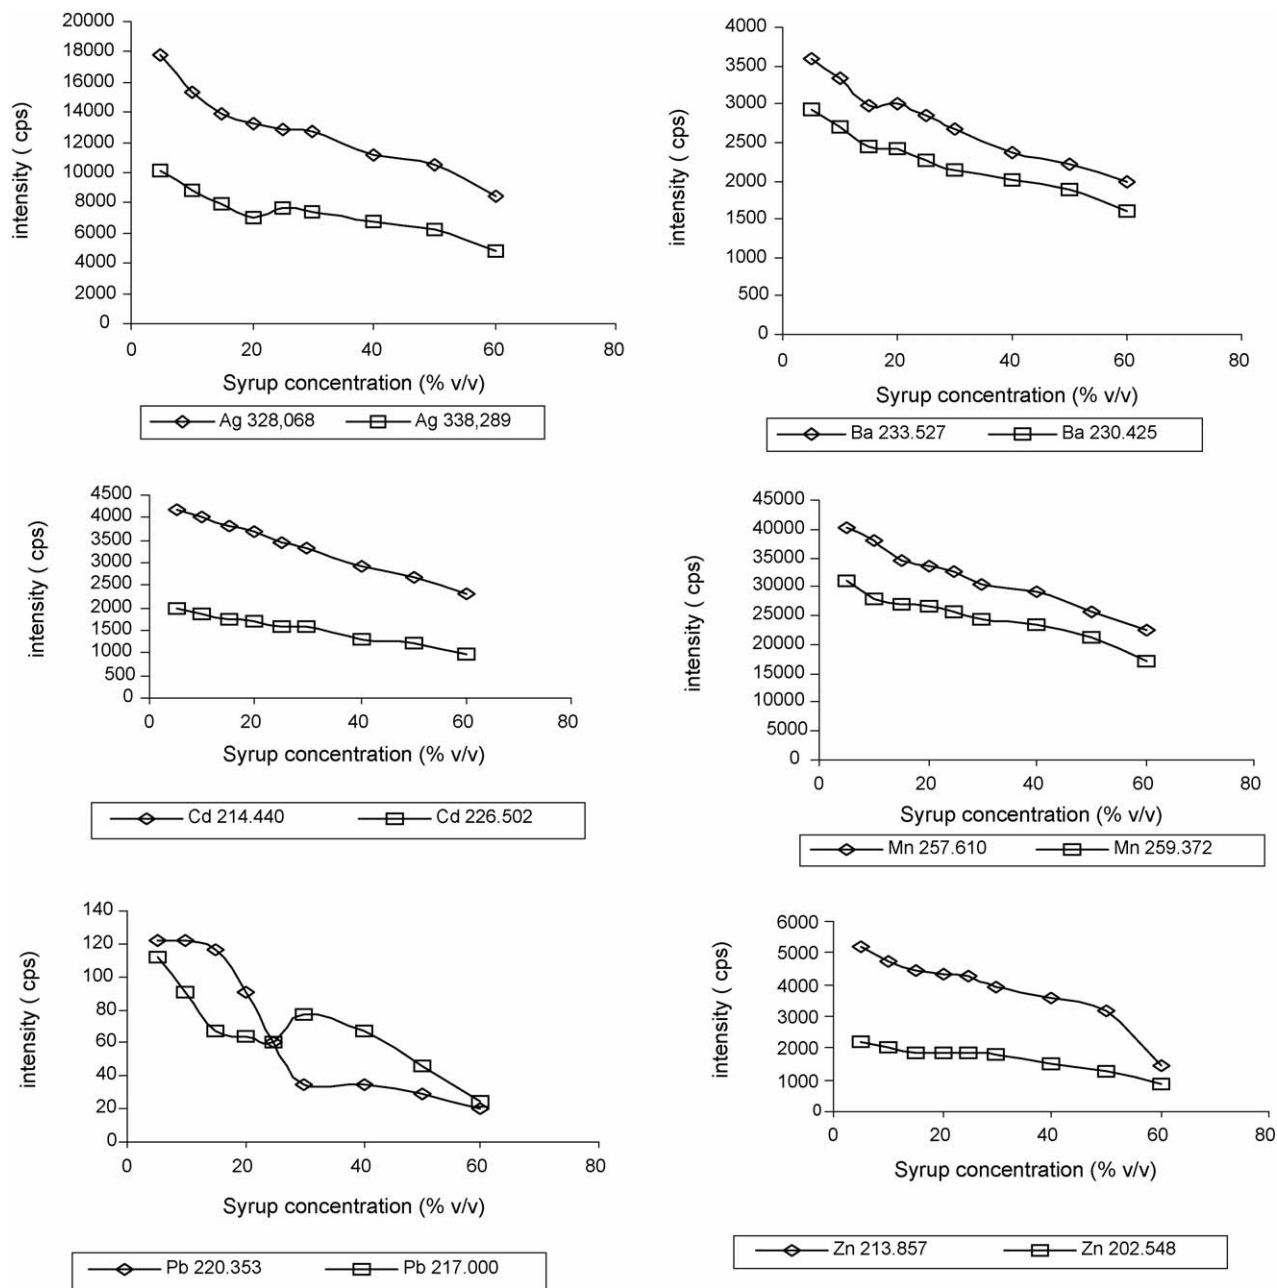 20000
18000
16000
14000
12000
10000
8000
6000
4000
2000
0
intensity ( cps)
0 20 40 60 80
Syrup concentration (% v/v)
Ag 328,068 Ag 338,289
4000
3500
3000
2500
2000
1500
1000
500
0
intensity ( cps)
0 20 40 60 80
Syrup concentration (% v/v)
Ba 233.527 Ba 230.425
4500
4000
3500
3000
2500
2000
1500
1000
500
0
intensity ( cps)
0 20 40 60 80
Syrup concentration (% v/v)
Cd 214.440 Cd 226.502
45000
40000
35000
30000
25000
20000
15000
10000
5000
0
intensity ( cps)
0 20 40 60 80
Syrup concentration (% v/v)
Mn 257.610 Mn 259.372
140
120
100
80
60
40
20
0
intensity ( cps)
0 20 40 60 80
Syrup concentration (% v/v)
Pb 220.353 Pb 217.000
6000
5000
4000
3000
2000
1000
0
intensity ( cps)
0 20 40 60 80
Syrup concentration (% v/v)
Zn 213.857 Zn 202.548